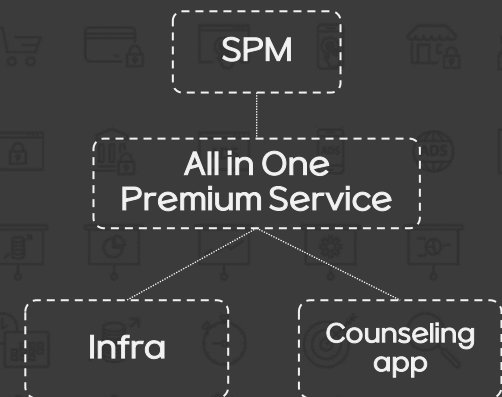 SPM
All in One
Premium Service
Infra
Counseling
app